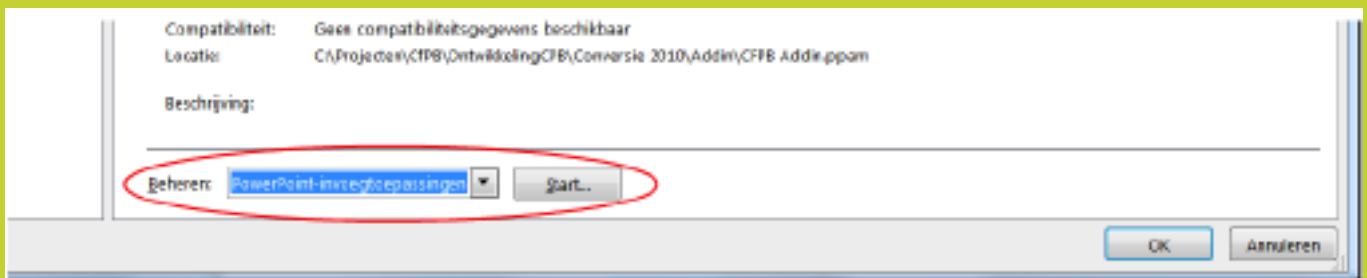 Compatibiliteit: Geen compatibiliteitsgegevens beschikbaar
Locatie: C:\Projecten\CfPB\OntwikkelingCPB\Conversie 2010\Addin\CFPB Addin.ppam
Beschrijving:
Beheren: PowerPoint-invoegtoepassingen Start...
OK Annuleren